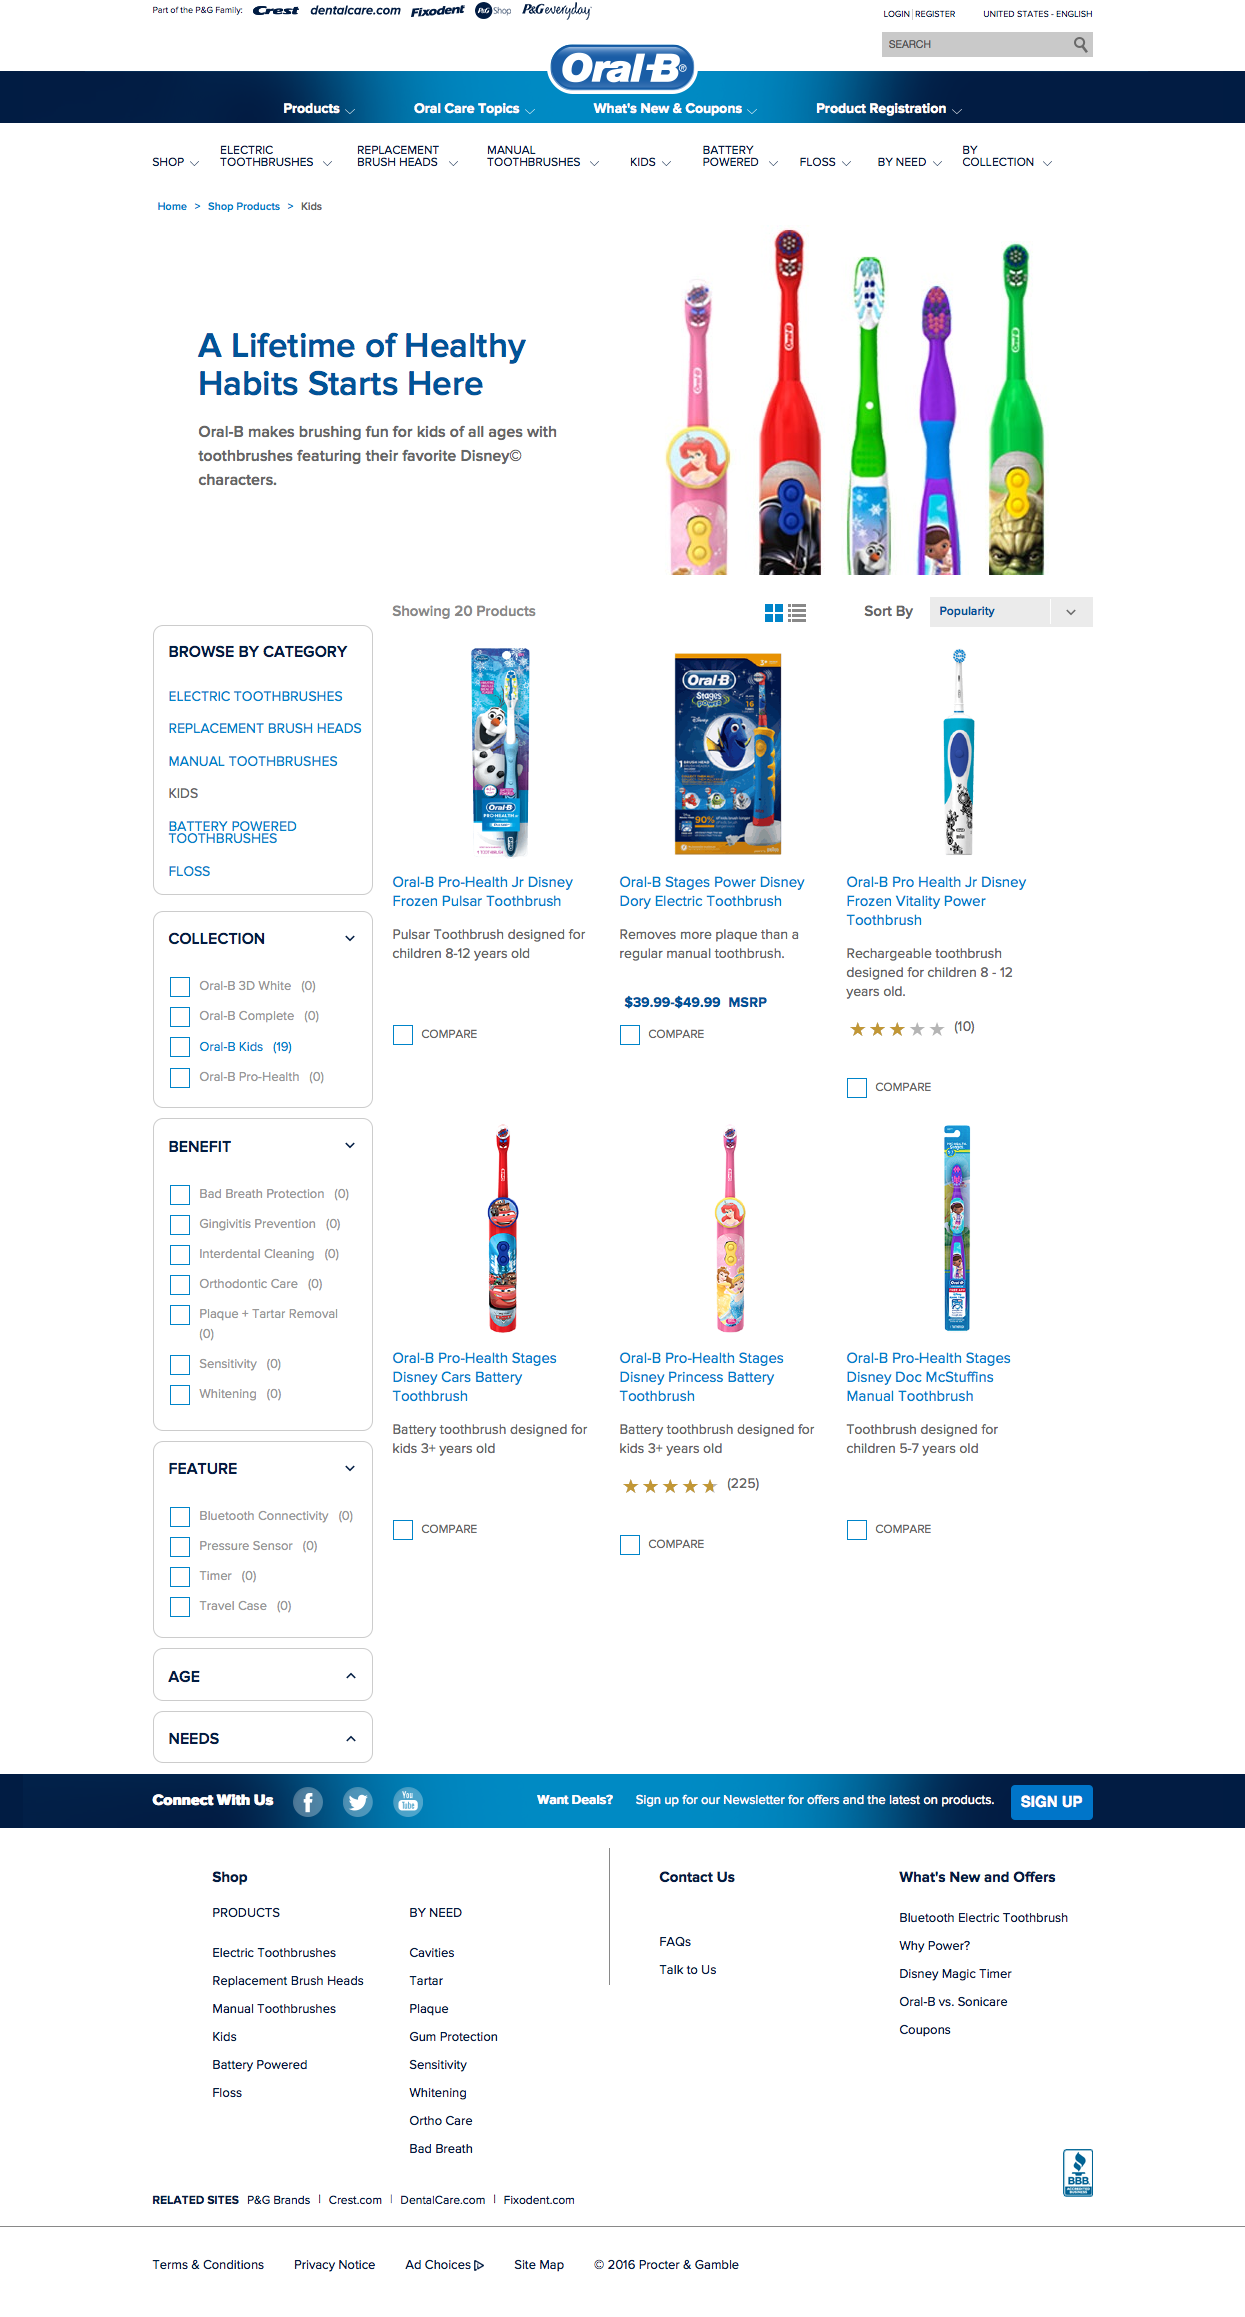 Part of the P&G Family: Crest dentalcare.com Fixodent P&G Shop P&G everyday
LOGIN | REGISTER UNITED STATES - ENGLISH
SEARCH
Oral-B®
Products Oral Care Topics What's New & Coupons Product Registration
SHOP ELECTRIC TOOTHBRUSHES REPLACEMENT BRUSH HEADS MANUAL TOOTHBRUSHES KIDS BATTERY POWERED FLOSS BY NEED BY COLLECTION
Home > Shop Products > Kids
A Lifetime of Healthy
Habits Starts Here
Oral-B makes brushing fun for kids of all ages with
toothbrushes featuring their favorite Disney©
characters.
Showing 20 Products
Sort By Popularity
BROWSE BY CATEGORY
ELECTRIC TOOTHBRUSHES
REPLACEMENT BRUSH HEADS
MANUAL TOOTHBRUSHES
KIDS
BATTERY POWERED
TOOTHBRUSHES
FLOSS
COLLECTION
Oral-B 3D White (0)
Oral-B Complete (0)
Oral-B Kids (19)
Oral-B Pro-Health (0)
BENEFIT
Bad Breath Protection (0)
Gingivitis Prevention (0)
Interdental Cleaning (0)
Orthodontic Care (0)
Plaque + Tartar Removal
(0)
Sensitivity (0)
Whitening (0)
FEATURE
Bluetooth Connectivity (0)
Pressure Sensor (0)
Timer (0)
Travel Case (0)
AGE
NEEDS
Oral-B
PRO-HEALTH
Oral-B Pro-Health Jr Disney
Frozen Pulsar Toothbrush
Pulsar Toothbrush designed for
children 8-12 years old
COMPARE
3+
Oral-B
Stages
POWER
16
Disney
90%
Oral-B Stages Power Disney
Dory Electric Toothbrush
Removes more plaque than a
regular manual toothbrush.
$39.99-$49.99 MSRP
COMPARE
Oral-B Pro Health Jr Disney
Frozen Vitality Power
Toothbrush
Rechargeable toothbrush
designed for children 8 - 12
years old.
(10)
COMPARE
Oral-B Pro-Health Stages
Disney Cars Battery
Toothbrush
Battery toothbrush designed for
kids 3+ years old
COMPARE
Oral-B Pro-Health Stages
Disney Princess Battery
Toothbrush
Battery toothbrush designed for
kids 3+ years old
(225)
COMPARE
Oral-B
Oral-B Pro-Health Stages
Disney Doc McStuffins
Manual Toothbrush
Toothbrush designed for
children 5-7 years old
COMPARE
Connect With Us
You
Tube
Want Deals? Sign up for our Newsletter for offers and the latest on products. SIGN UP
Shop
PRODUCTS
Electric Toothbrushes
Replacement Brush Heads
Manual Toothbrushes
Kids
Battery Powered
Floss
BY NEED
Cavities
Tartar
Plaque
Gum Protection
Sensitivity
Whitening
Ortho Care
Bad Breath
Contact Us
FAQs
Talk to Us
What's New and Offers
Bluetooth Electric Toothbrush
Why Power?
Disney Magic Timer
Oral-B vs. Sonicare
Coupons
BBB
ACCREDITED
BUSINESS
RELATED SITES P&G Brands | Crest.com | DentalCare.com | Fixodent.com
Terms & Conditions Privacy Notice Ad Choices Site Map © 2016 Procter & Gamble